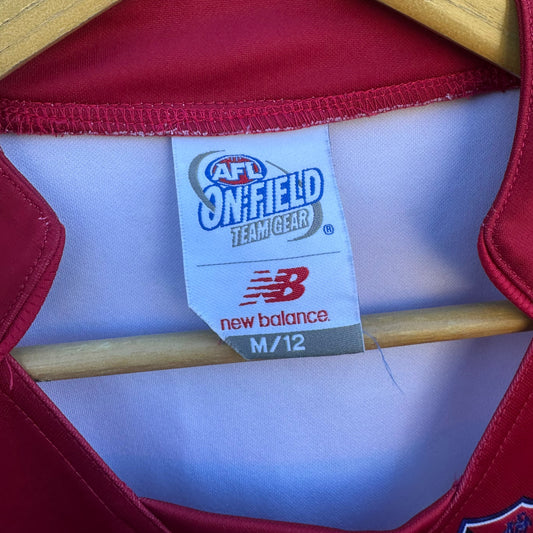 AFL
ON-FIELD
TEAM GEAR
®
NB
new balance.
M/12